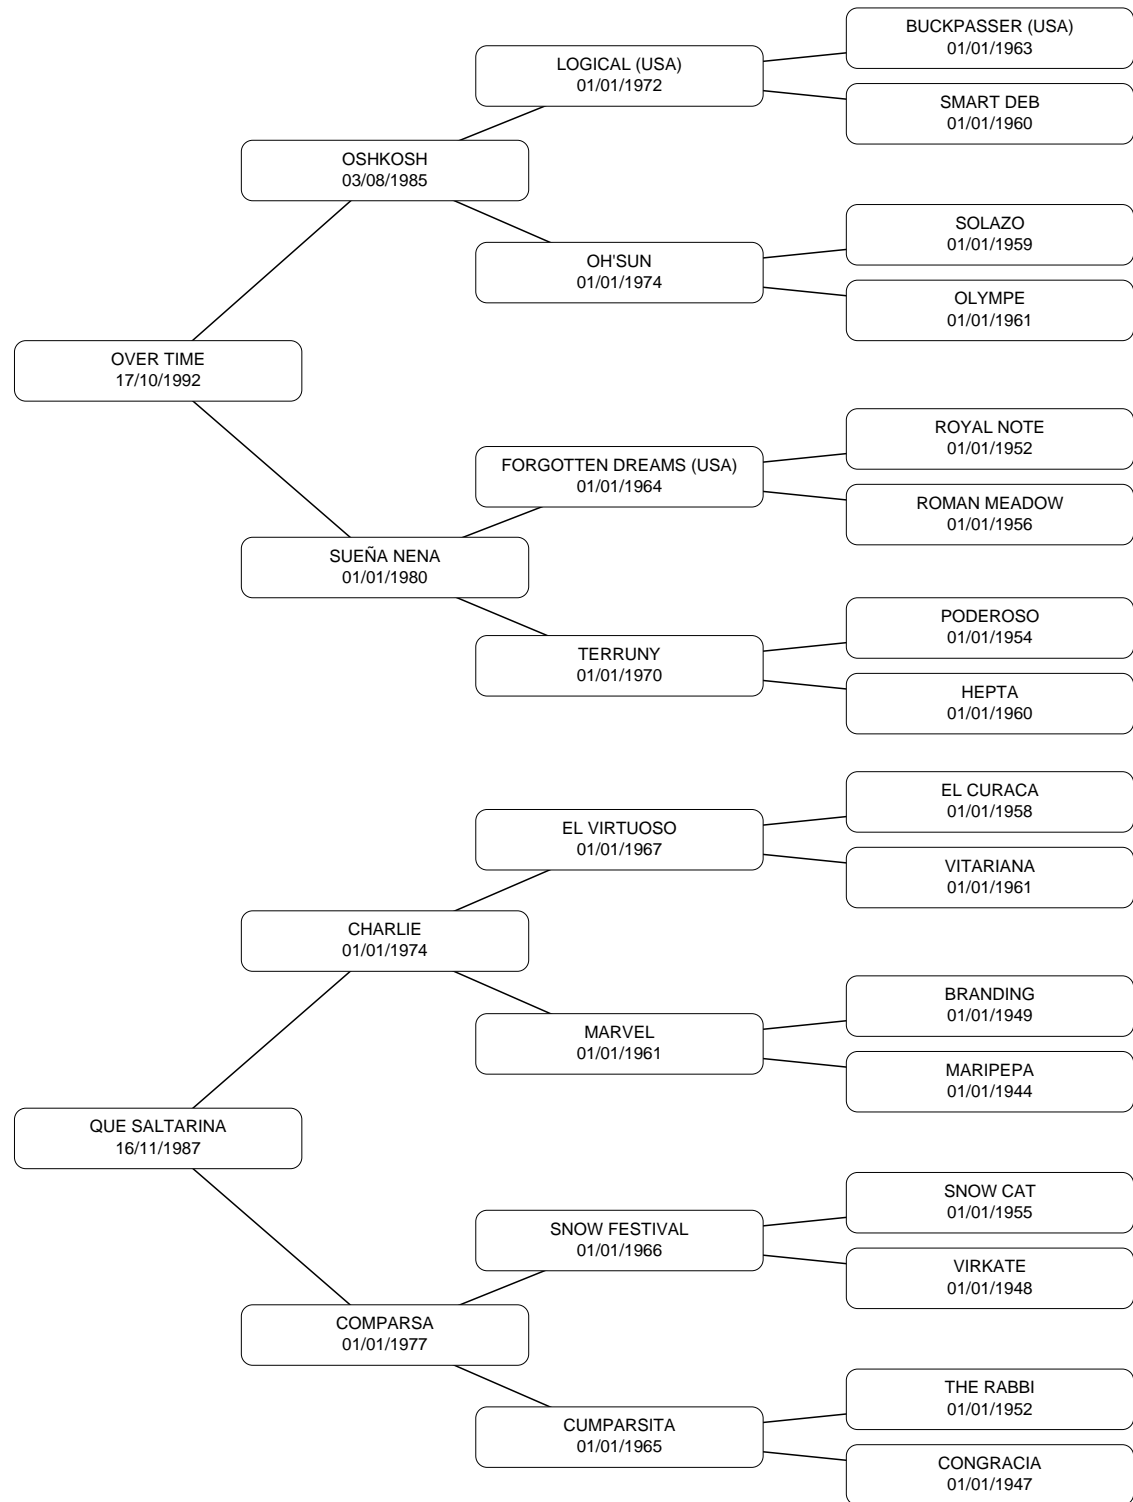 BUCKPASSER (USA)
01/01/1963
LOGICAL (USA)
01/01/1972
SMART DEB
01/01/1960
OSHKOSH
03/08/1985
SOLAZO
01/01/1959
OH'SUN
01/01/1974
OLYMPE
01/01/1961
OVER TIME
17/10/1992
ROYAL NOTE
01/01/1952
FORGOTTEN DREAMS (USA)
01/01/1964
ROMAN MEADOW
01/01/1956
SUEÑA NENA
01/01/1980
PODEROSO
01/01/1954
TERRUNY
01/01/1970
HEPTA
01/01/1960
EL CURACA
01/01/1958
EL VIRTUOSO
01/01/1967
VITARIANA
01/01/1961
CHARLIE
01/01/1974
BRANDING
01/01/1949
MARVEL
01/01/1961
MARIPEPA
01/01/1944
QUE SALTARINA
16/11/1987
SNOW CAT
01/01/1955
SNOW FESTIVAL
01/01/1966
VIRKATE
01/01/1948
COMPARSA
01/01/1977
THE RABBI
01/01/1952
CUMPARSITA
01/01/1965
CONGRACIA
01/01/1947